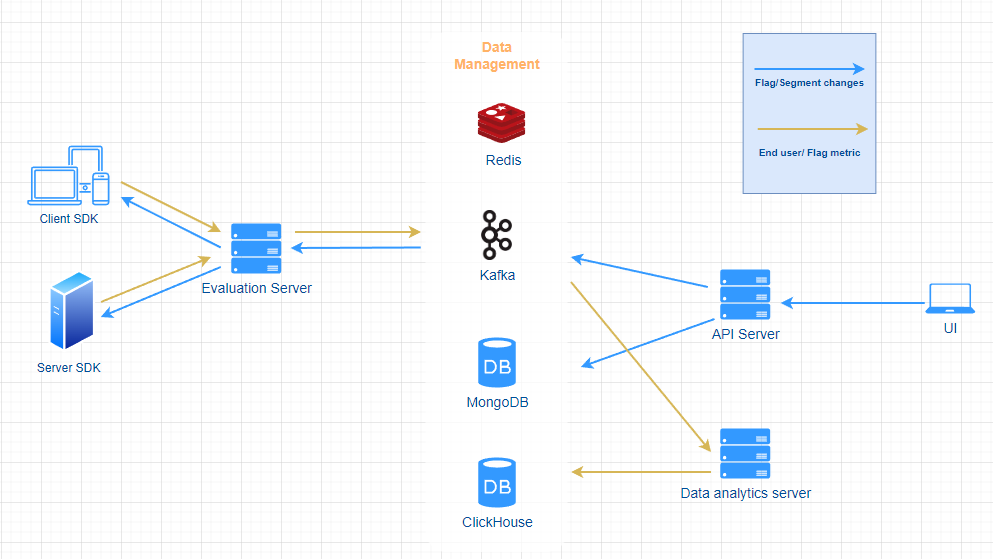 Data
Management
Redis
Kafka
MongoDB
DB
ClickHouse
DB
Client SDK
Server SDK
Evaluation Server
API Server
UI
Data analytics server
Flag/Segment changes
End user/ Flag metric